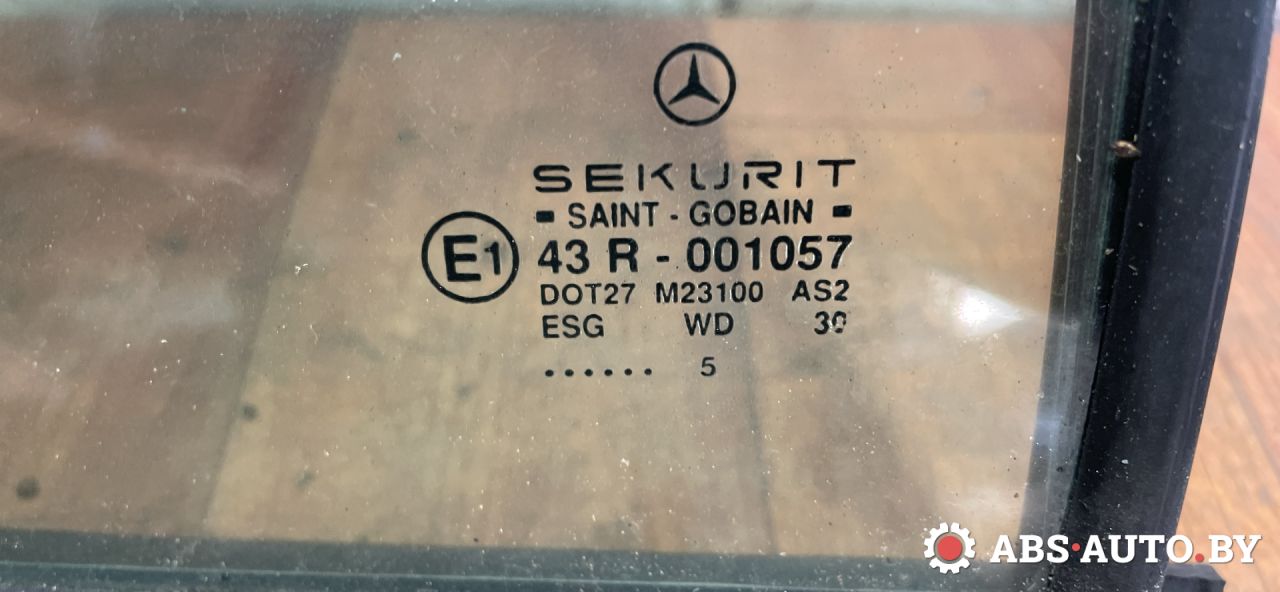 SEKURIT
SAINT - GOBAIN
E1 43 R - 001057
DOT27 M23100 AS2
ESG WD 30
...... 5
ABS·AUTO.BY